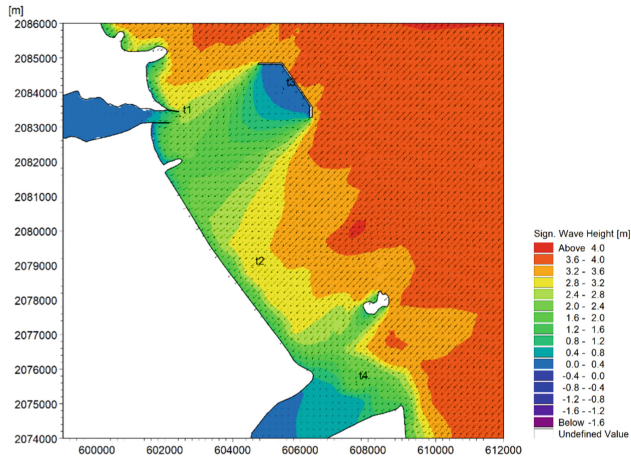 [m]
2086000
2085000
2084000
2083000
2082000
2081000
2080000
2079000
2078000
2077000
2076000
2075000
2074000
t1
t3
t2
t4
600000 602000 604000 606000 608000 610000 612000
Sign. Wave Height [m]
Above 4.0
3.6 - 4.0
3.2 - 3.6
2.8 - 3.2
2.4 - 2.8
2.0 - 2.4
1.6 - 2.0
1.2 - 1.6
0.8 - 1.2
0.4 - 0.8
0.0 - 0.4
-0.4 - 0.0
-0.8 - -0.4
-1.2 - -0.8
-1.6 - -1.2
Below -1.6
Undefined Value